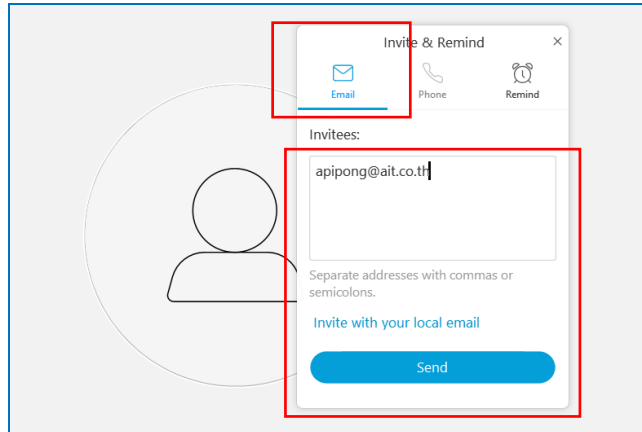 Invite & Remind
Email
Phone
Remind
Invitees:
apipong@ait.co.th
Separate addresses with commas or
semicolons.
Invite with your local email
Send